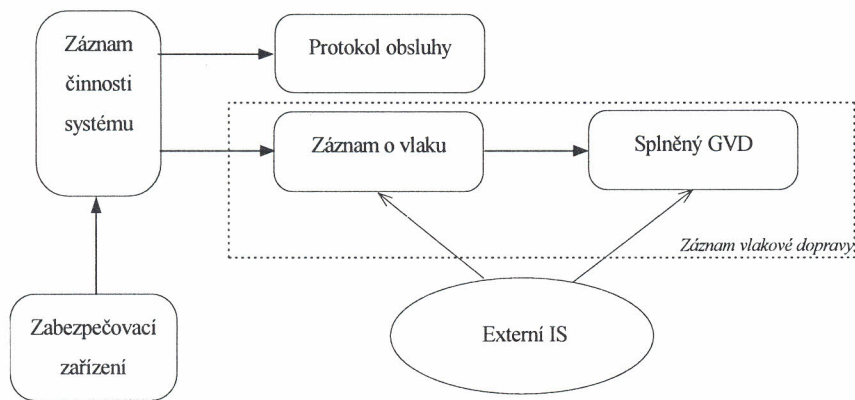 Záznam
činnosti
systému
Protokol obsluhy
Záznam o vlaku
Splněný GVD
Záznam vlakové dopravy
Zabezpečovací
zařízení
Externí IS